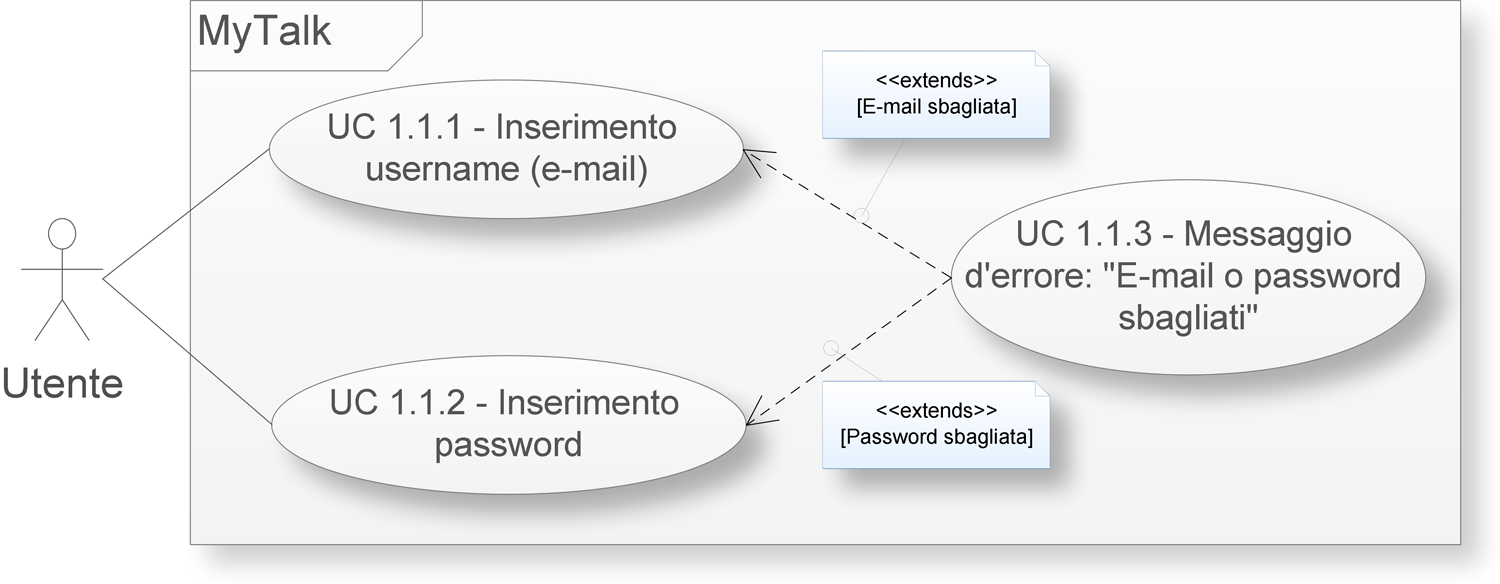 MyTalk
<<extends>>
[E-mail sbagliata]
UC 1.1.1 - Inserimento
username (e-mail)
UC 1.1.3 - Messaggio
d'errore: "E-mail o password
sbagliati"
Utente
UC 1.1.2 - Inserimento
password
<<extends>>
[Password sbagliata]